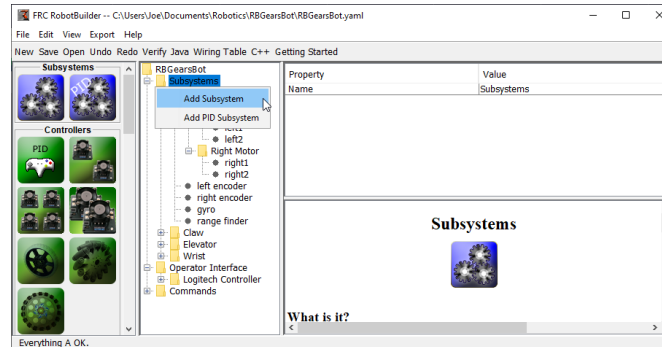 FRC RobotBuilder -- C:\Users\Joe\Documents\Robotics\RBGearsBot\RBGearsBot.yaml
File Edit View Export Help
New Save Open Undo Redo Verify Java Wiring Table C++ Getting Started
Subsystems
PID
Controllers
PID
RBGearsBot
Subsystems
Add Subsystem
Add PID Subsystem
left1
left2
Right Motor
right1
right2
left encoder
right encoder
gyro
range finder
Claw
Elevator
Wrist
Operator Interface
Logitech Controller
Commands
Property Value
Name Subsystems
Subsystems
What is it?
Everything A OK.